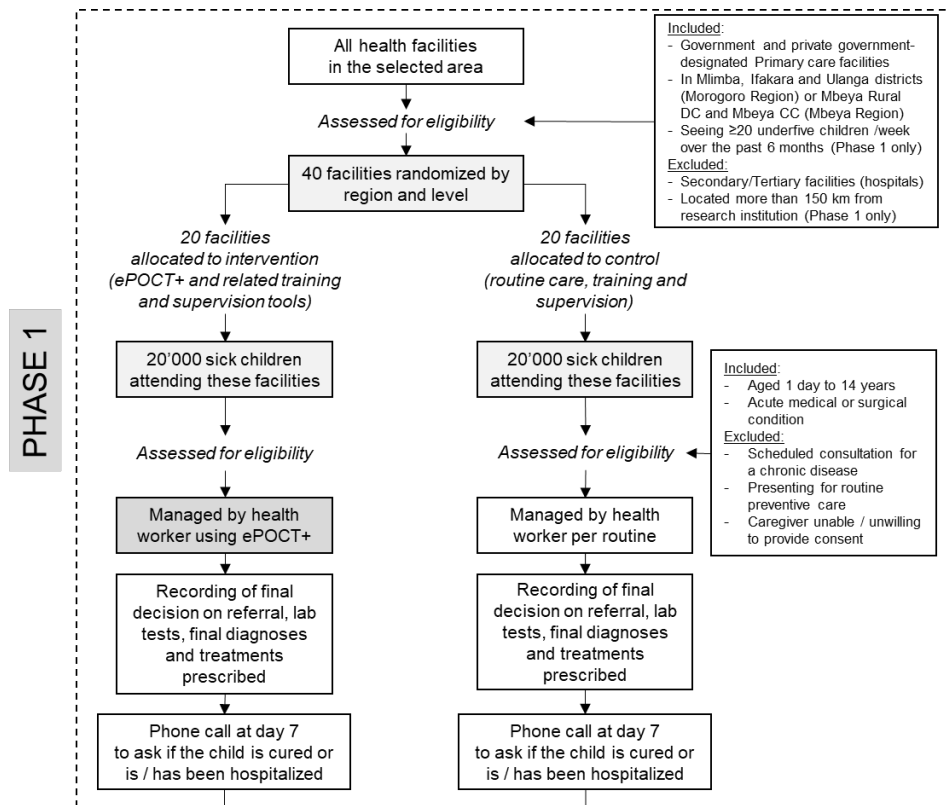 PHASE 1
All health facilities
in the selected area
Assessed for eligibility
Included:
- Government and private government-
designated Primary care facilities
- In Mlimba, Ifakara and Ulanga districts
(Morogoro Region) or Mbeya Rural
DC and Mbeya CC (Mbeya Region)
- Seeing ≥20 underfive children /week
over the past 6 months (Phase 1 only)
Excluded:
- Secondary/Tertiary facilities (hospitals)
- Located more than 150 km from
research institution (Phase 1 only)
40 facilities randomized by
region and level
20 facilities
allocated to intervention
(ePOCT+ and related training
and supervision tools)
20 facilities
allocated to control
(routine care, training and
supervision)
20'000 sick children
attending these facilities
20'000 sick children
attending these facilities
Assessed for eligibility
Assessed for eligibility
Included:
- Aged 1 day to 14 years
- Acute medical or surgical
condition
Excluded:
- Scheduled consultation for
a chronic disease
- Presenting for routine
preventive care
- Caregiver unable / unwilling
to provide consent
Managed by health
worker using ePOCT+
Managed by health
worker per routine
Recording of final
decision on referral, lab
tests, final diagnoses
and treatments
prescribed
Recording of final
decision on referral, lab
tests, final diagnoses
and treatments
prescribed
Phone call at day 7
to ask if the child is cured or
is / has been hospitalized
Phone call at day 7
to ask if the child is cured or
is / has been hospitalized